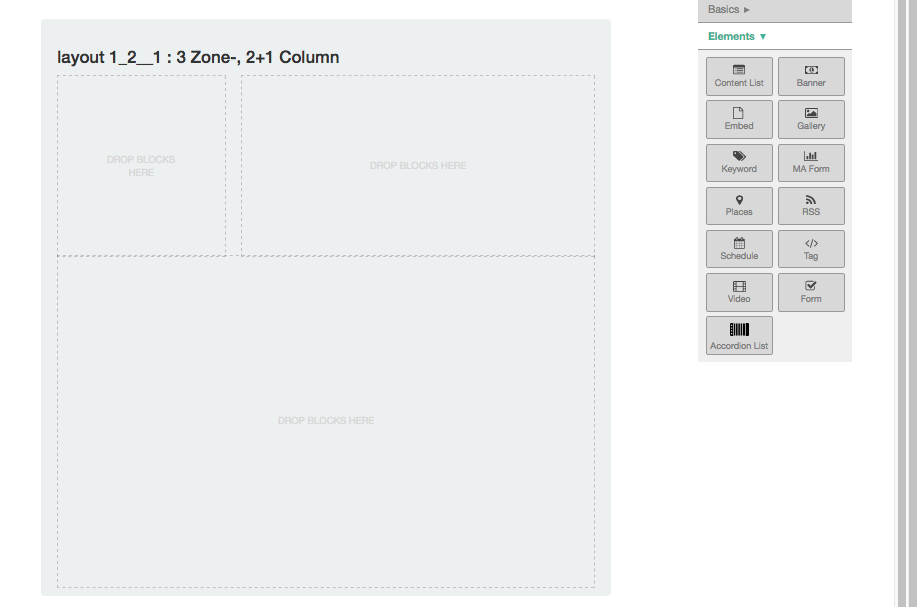 layout 1_2__1 : 3 Zone-, 2+1 Column
DROP BLOCKS
HERE
DROP BLOCKS HERE
DROP BLOCKS HERE
Basics ▶
Elements ▼
Content List
Banner
Embed
Gallery
Keyword
MA Form
Places
RSS
Schedule
Tag
Video
Form
Accordion List